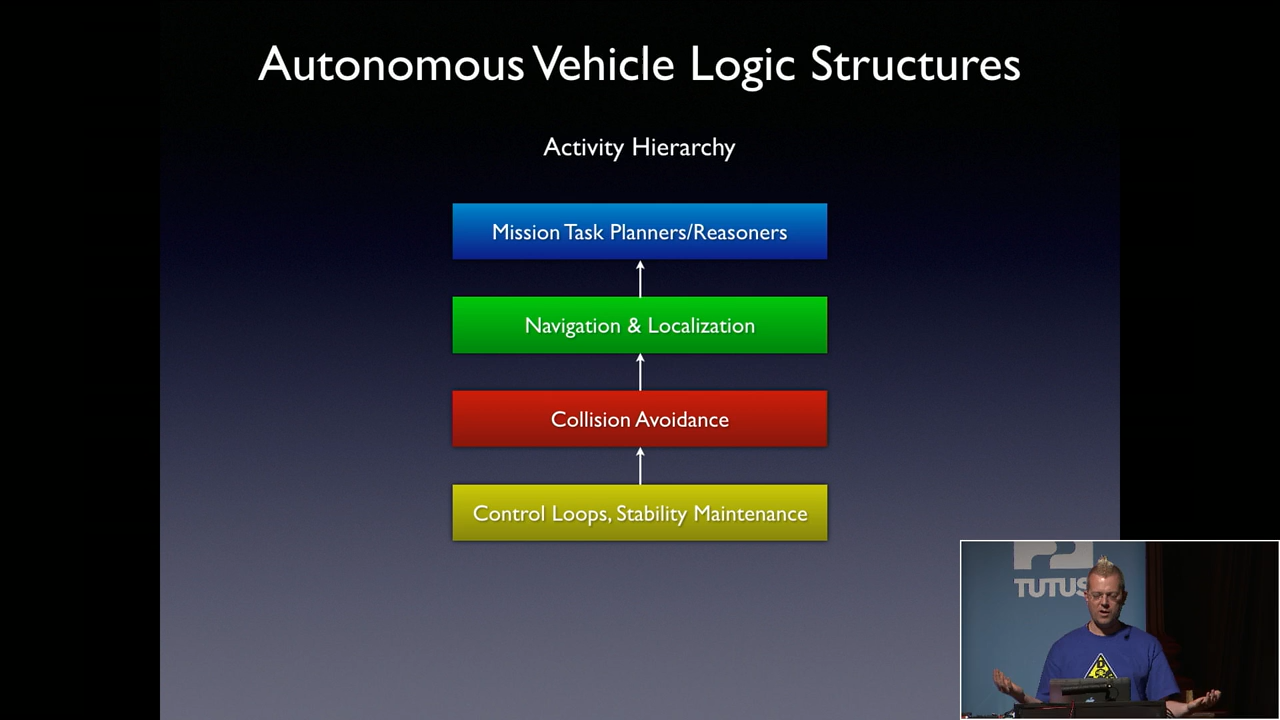 Autonomous Vehicle Logic Structures
Activity Hierarchy
Mission Task Planners/Reasoners
Navigation & Localization
Collision Avoidance
Control Loops, Stability Maintenance
TUTUS